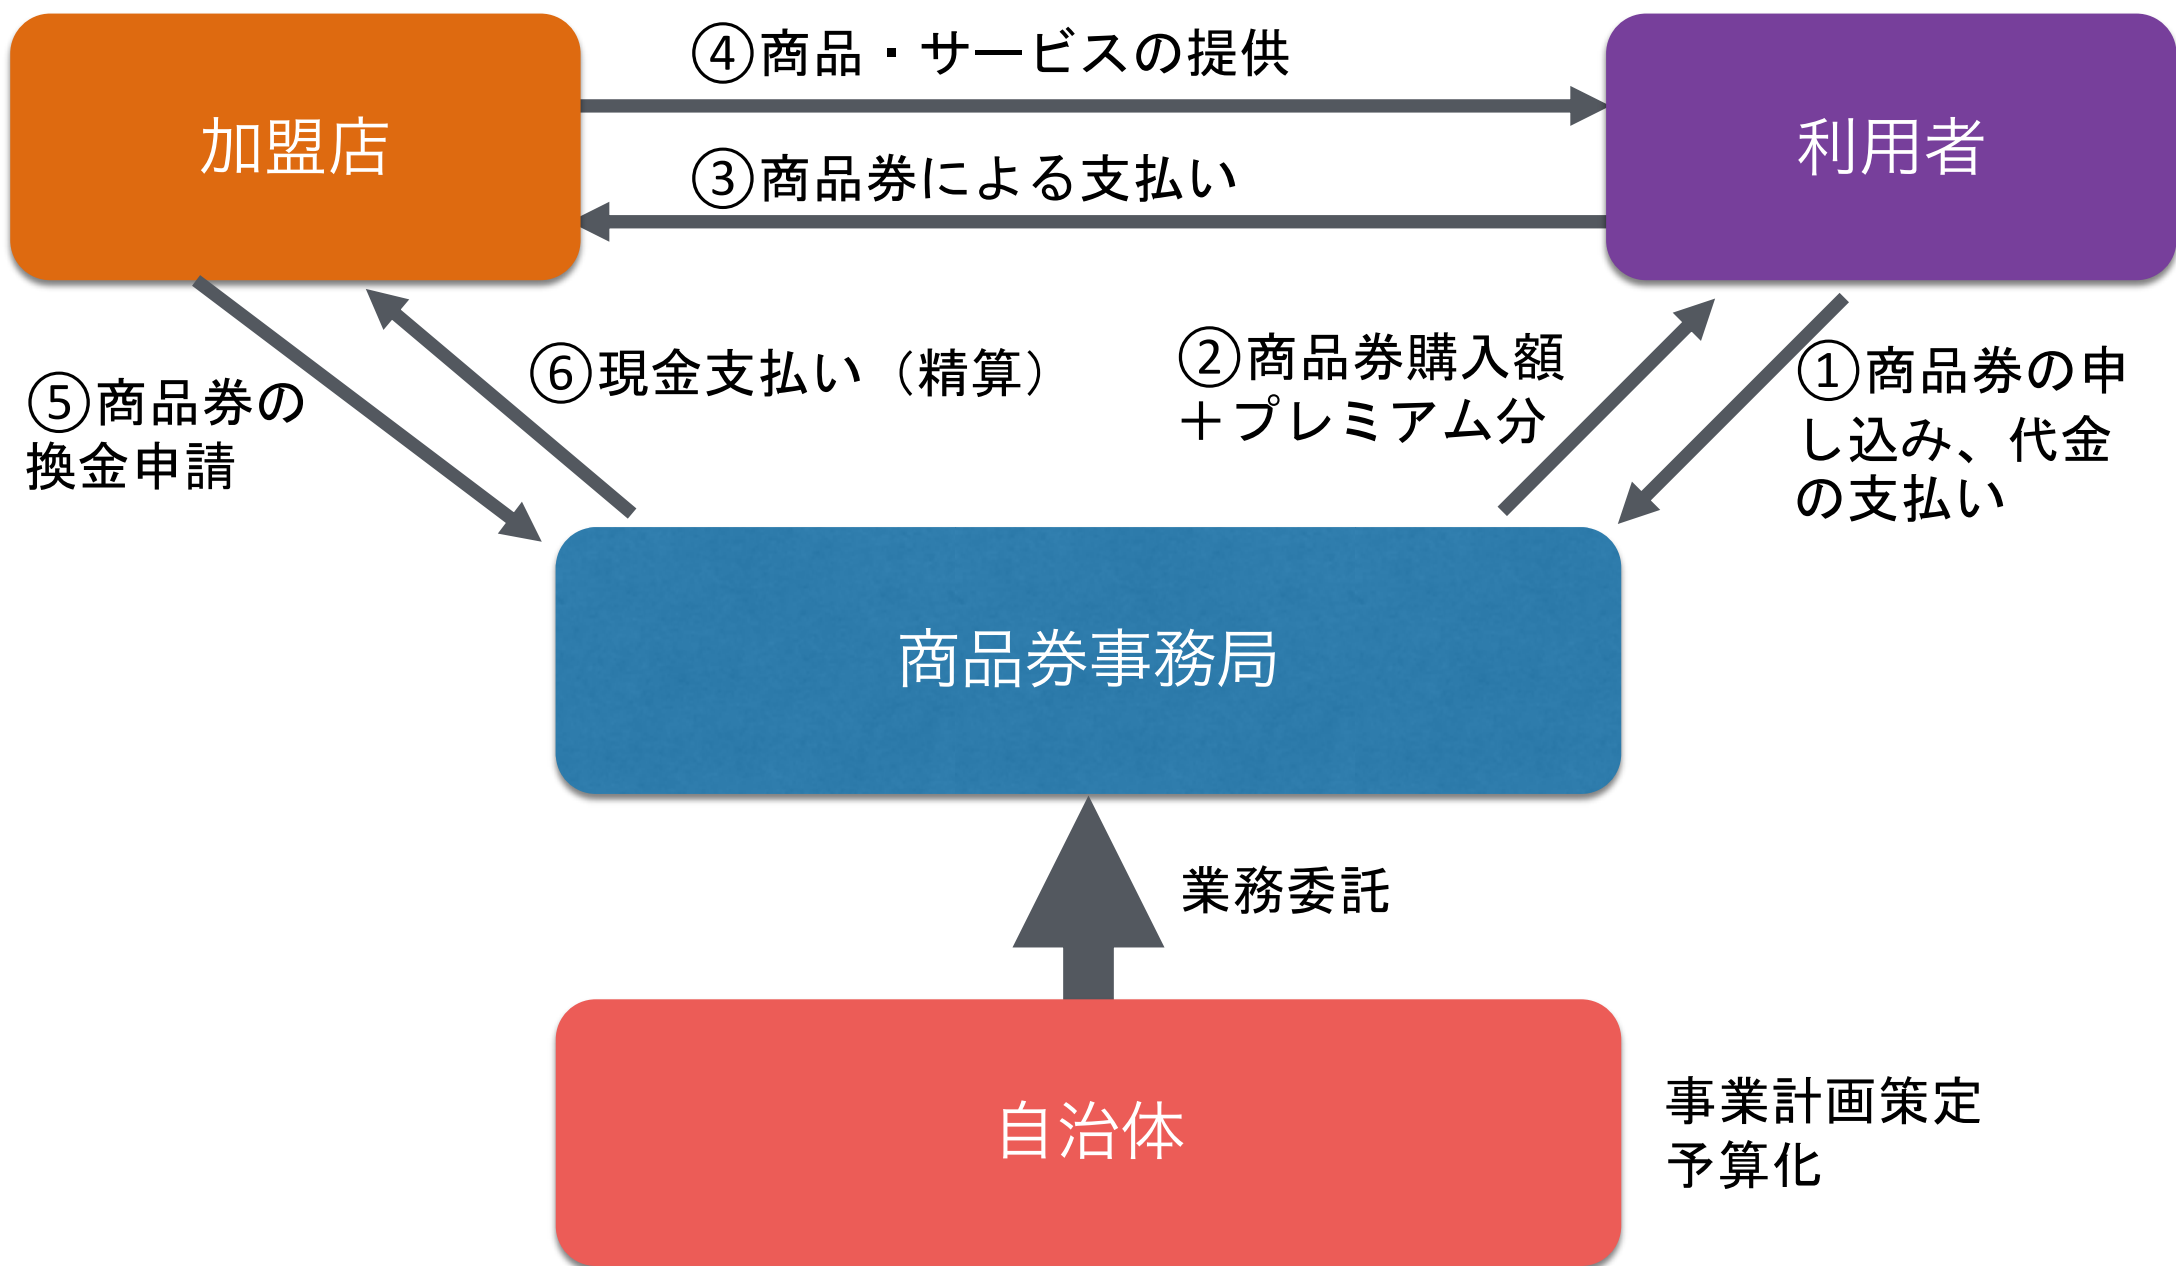 加盟店
④商品・サービスの提供
③商品券による支払い
利用者
⑤商品券の
換金申請
⑥現金支払い（精算）
②商品券購入額
＋プレミアム分
①商品券の申
し込み、代金
の支払い
商品券事務局
業務委託
自治体
事業計画策定
予算化